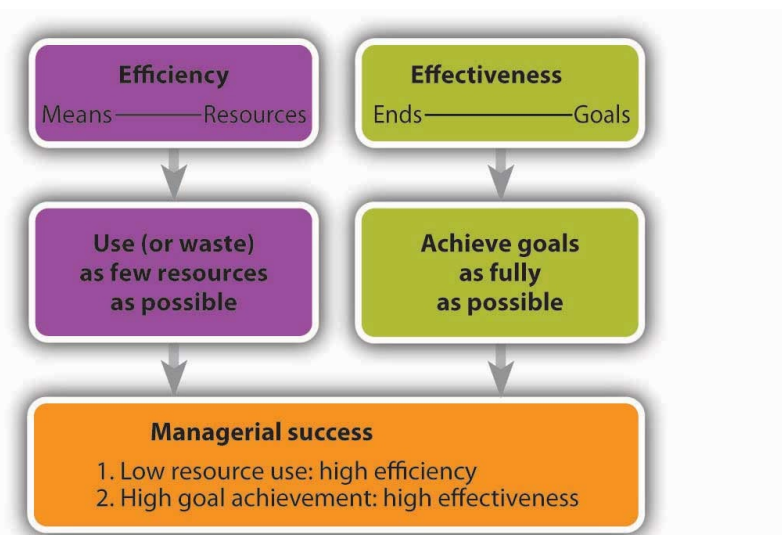 Efficiency
Means Resources
Effectiveness
Ends Goals
Use (or waste)
as few resources
as possible
Achieve goals
as fully
as possible
Managerial success
1. Low resource use: high efficiency
2. High goal achievement: high effectiveness